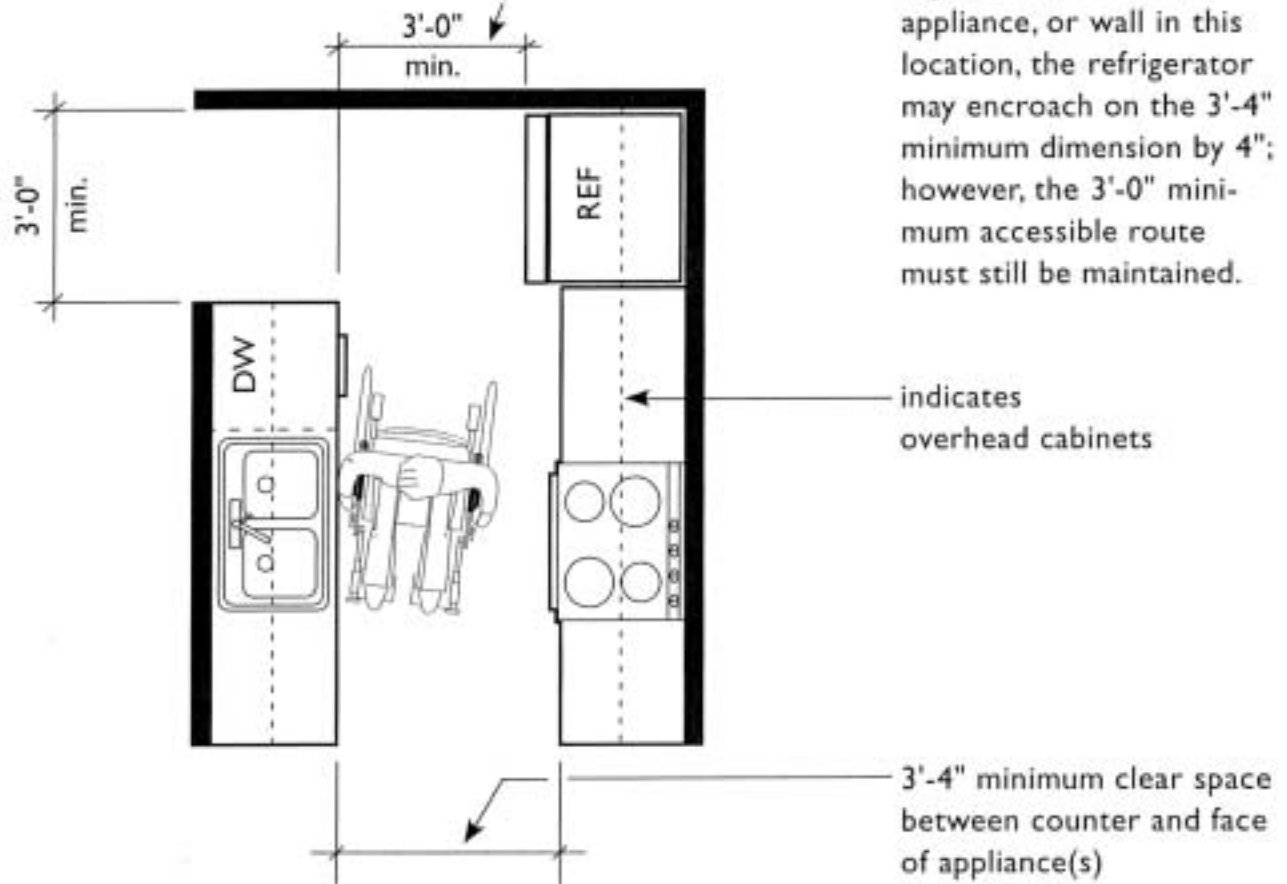 3'-0"
min.
appliance, or wall in this
location, the refrigerator
may encroach on the 3'-4"
minimum dimension by 4";
however, the 3'-0" mini-
mum accessible route
must still be maintained.
3'-0"
min.
REF
DW
indicates
overhead cabinets
3'-4" minimum clear space
between counter and face
of appliance(s)